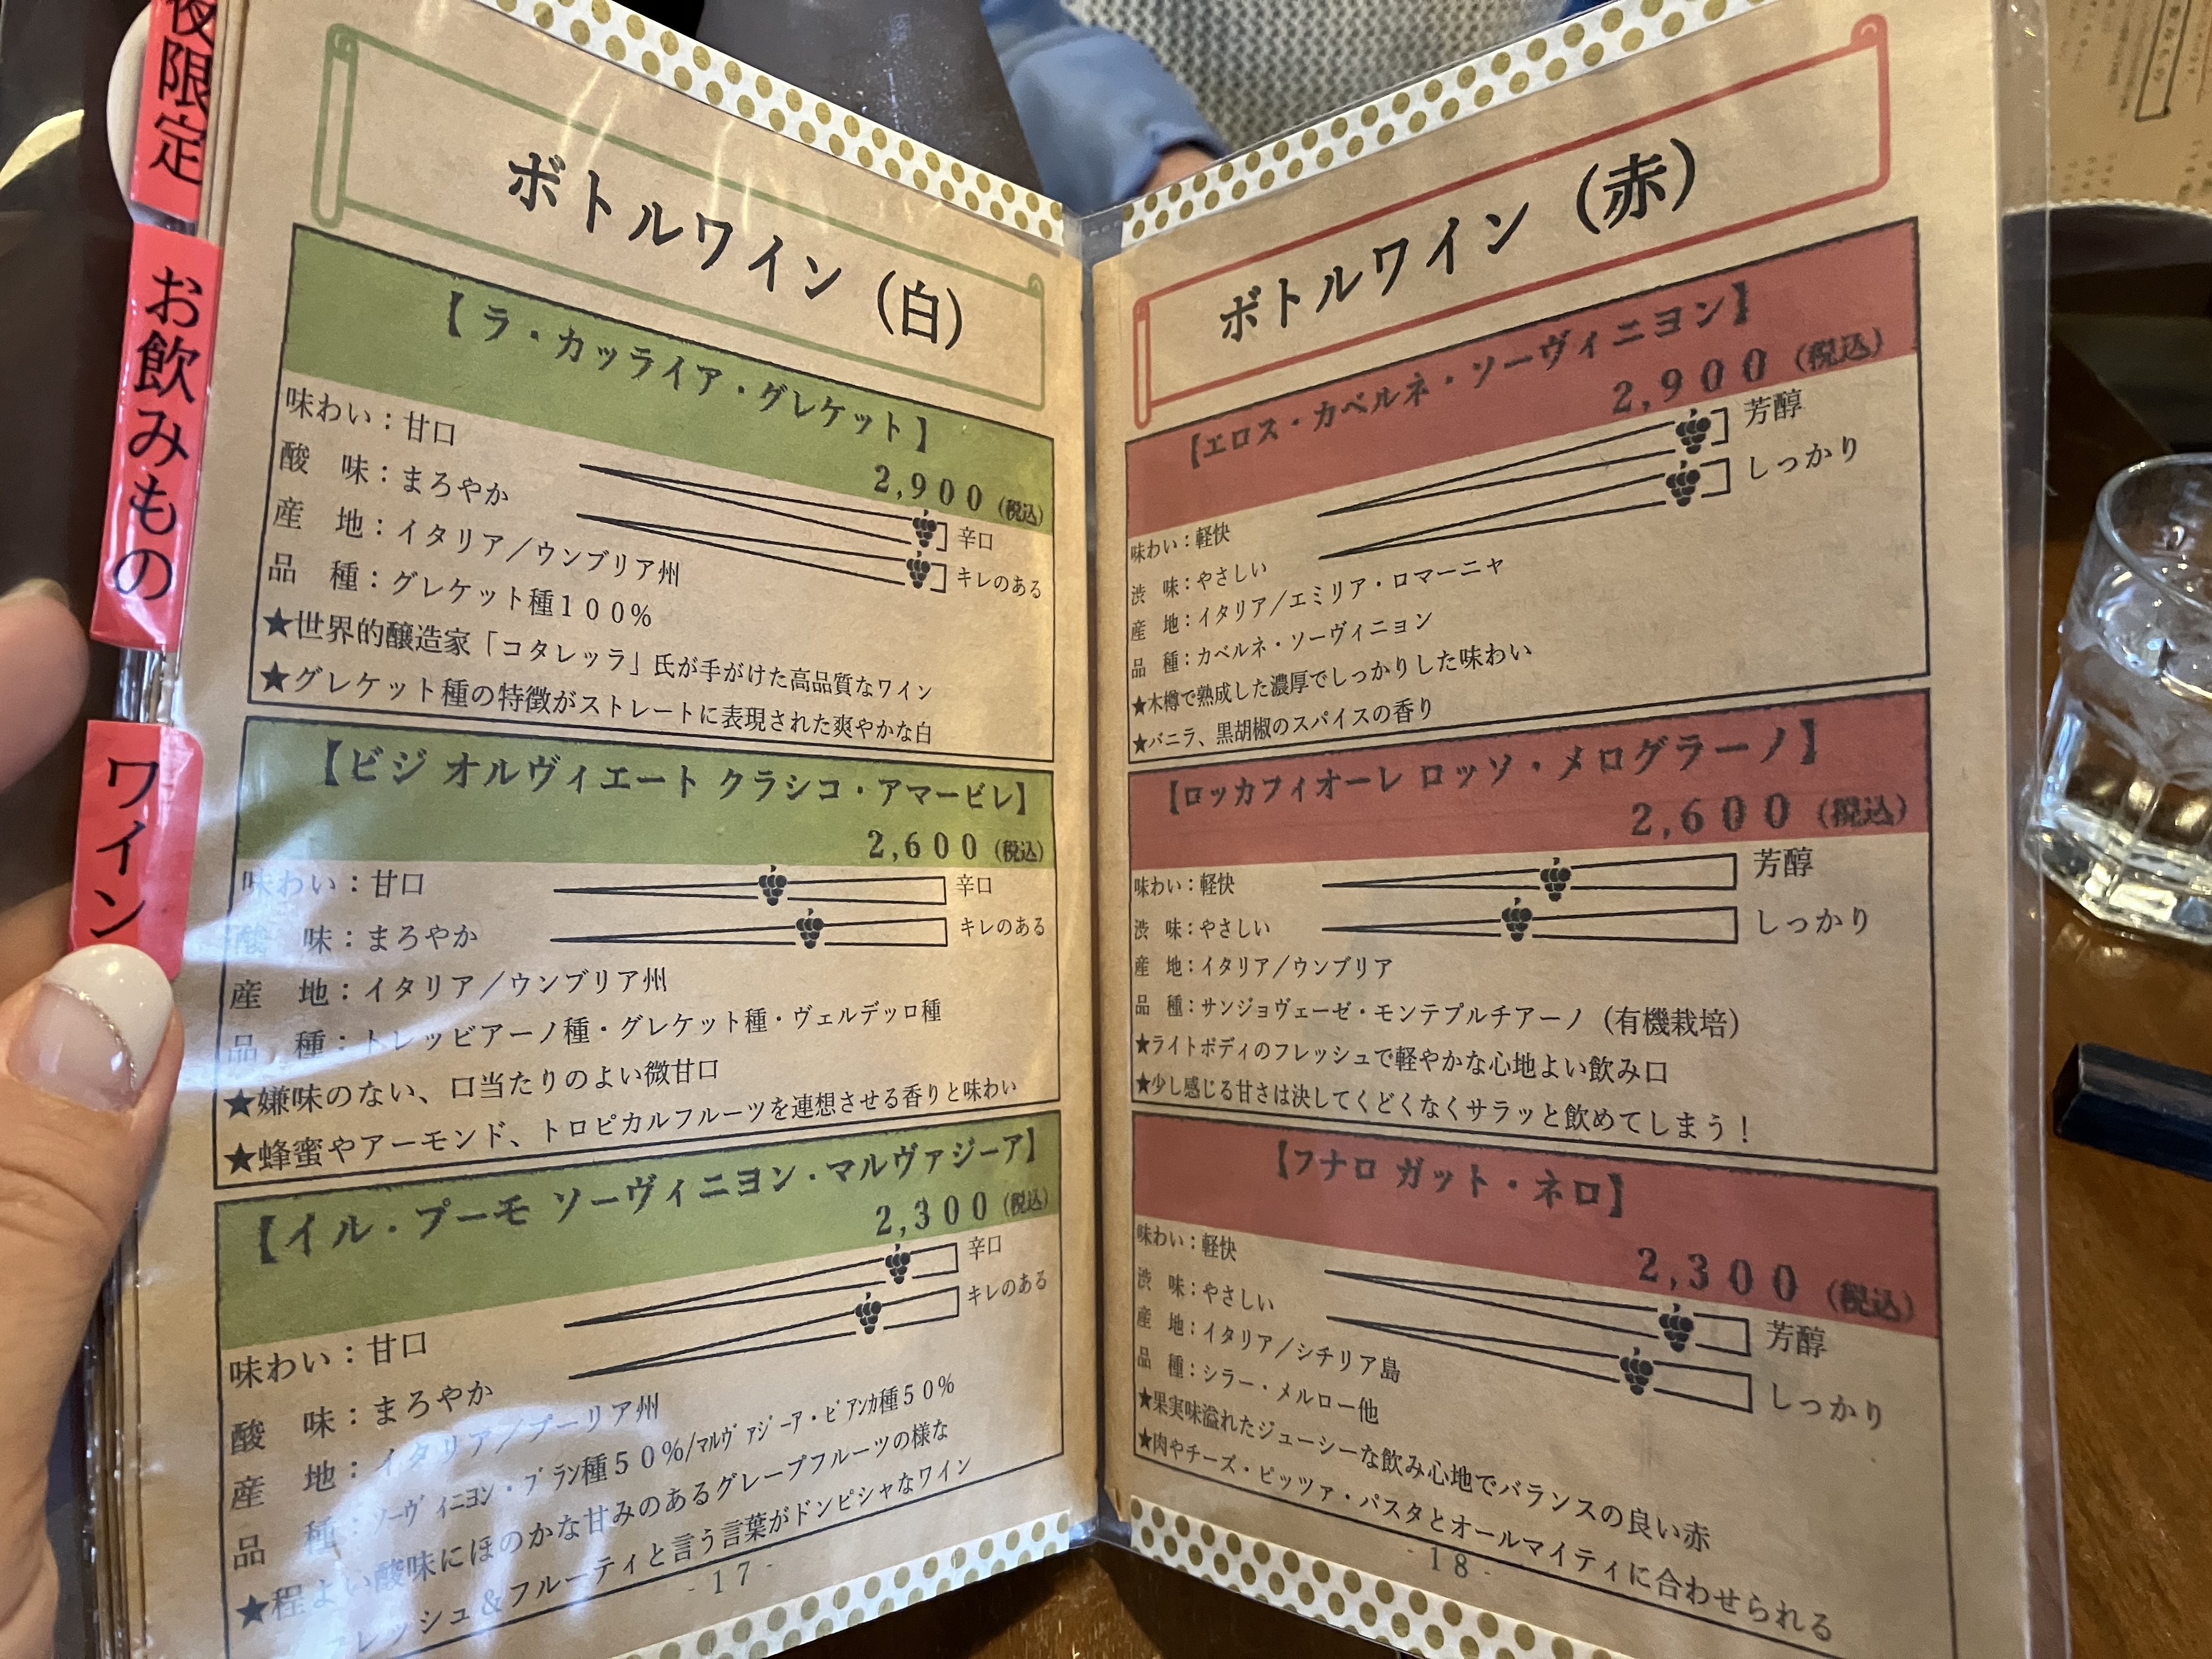 夜限定
お飲みもの
ワイン
ボトルワイン（白）
【ラ・カッライア・グレケット】
2,900（税込）
味わい：甘口 辛口
酸　味：まろやか キレのある
産　地：イタリア／ウンブリア州
品　種：グレケット種１００%
★世界的醸造家「コタレッラ」氏が手がけた高品質なワイン
★グレケット種の特徴がストレートに表現された爽やかな白
【ビジ オルヴィエート クラシコ・アマービレ】
2,600（税込）
味わい：甘口 辛口
酸　味：まろやか キレのある
産　地：イタリア／ウンブリア州
品　種：トレッビアーノ種・グレケット種・ヴェルデッロ種
★嫌味のない、口当たりのよい微甘口
★蜂蜜やアーモンド、トロピカルフルーツを連想させる香りと味わい
【イル・プーモ ソーヴィニヨン・マルヴァジーア】
2,300（税込）
味わい：甘口 辛口
酸　味：まろやか キレのある
産　地：イタリア／プーリア州
品　種：ｿｰｳﾞｨﾆﾖﾝ・ﾌﾞﾗﾝ種５０%/ﾏﾙｳﾞｧｼﾞｰｱ・ﾋﾞｱﾝｶ種５０%
★程よい酸味にほのかな甘みのあるグレープフルーツの様な
フレッシュ＆フルーティと言う言葉がドンピシャなワイン
- 17 -
ボトルワイン（赤）
【エロス・カベルネ・ソーヴィニヨン】
2,900（税込）
味わい：軽快 芳醇
渋　味：やさしい しっかり
産　地：イタリア／エミリア・ロマーニャ
品　種：カベルネ・ソーヴィニョン
★木樽で熟成した濃厚でしっかりした味わい
★バニラ、黒胡椒のスパイスの香り
【ロッカフィオーレ ロッソ・メログラーノ】
2,600（税込）
味わい：軽快 芳醇
渋　味：やさしい しっかり
産　地：イタリア／ウンブリア
品　種：サンジョヴェーゼ・モンテプルチアーノ（有機栽培）
★ライトボディのフレッシュで軽やかな心地よい飲み口
★少し感じる甘さは決してくどくなくサラッと飲めてしまう！
【フナロ ガット・ネロ】
2,300（税込）
味わい：軽快 芳醇
渋　味：やさしい しっかり
産　地：イタリア／シチリア島
品　種：シラー・メルロー他
★果実味溢れたジューシーな飲み心地でバランスの良い赤
★肉やチーズ・ピッツァ・パスタとオールマイティに合わせられる
- 18 -